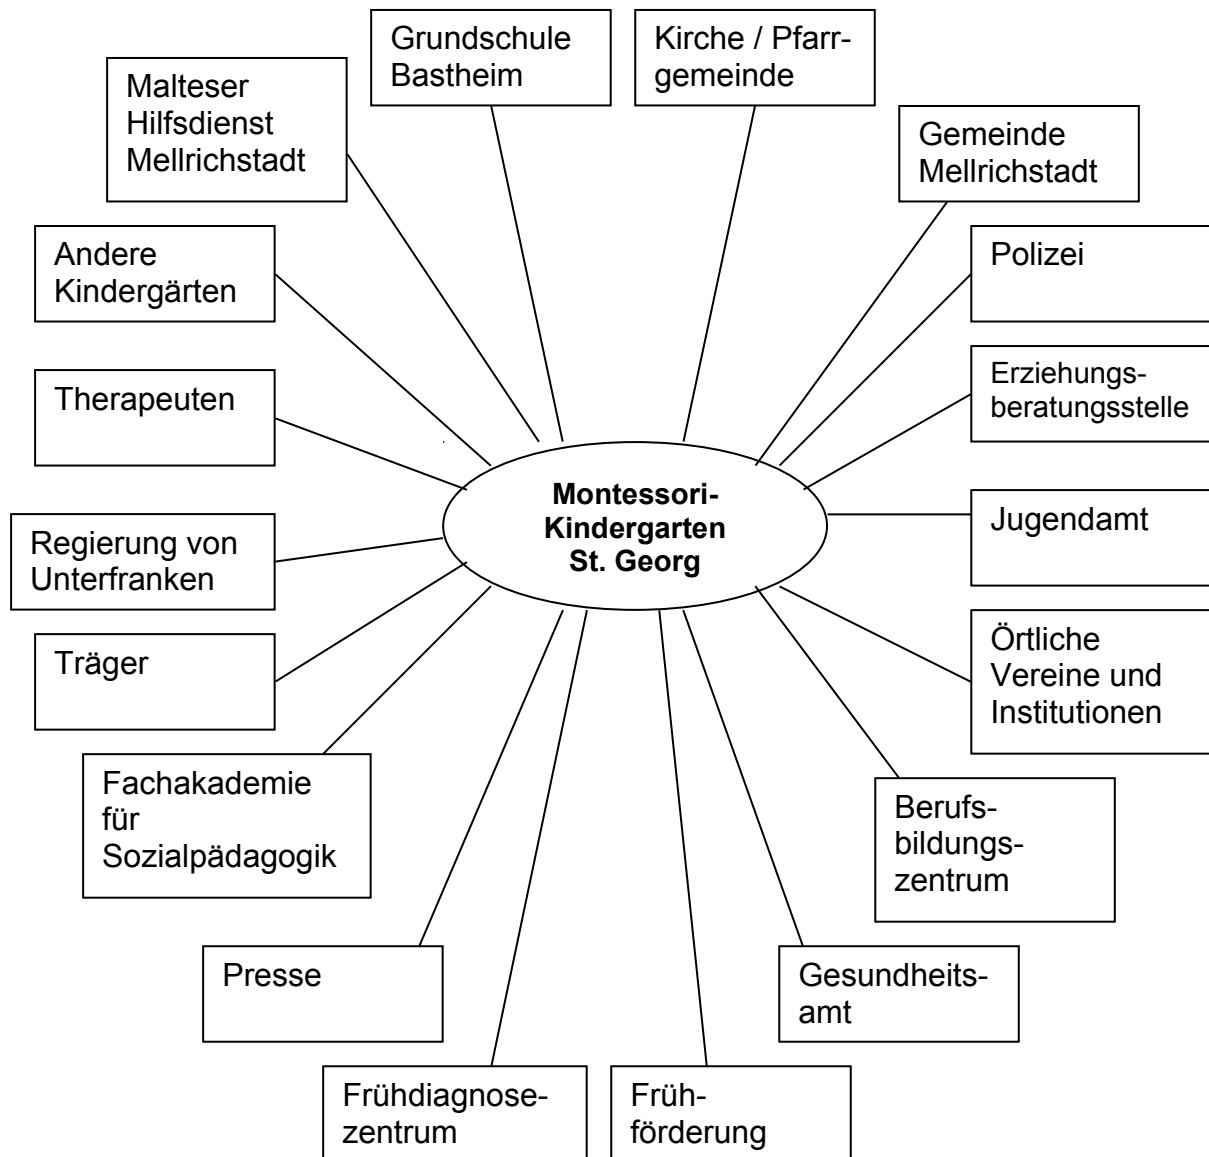 Grundschule
Bastheim
Kirche / Pfarr-
gemeinde
Malteser
Hilfsdienst
Mellrichstadt
Gemeinde
Mellrichstadt
Andere
Kindergärten
Polizei
Therapeuten
Erziehungs-
beratungsstelle
Montessori-
Kindergarten
St. Georg
Regierung von
Unterfranken
Jugendamt
Träger
Örtliche
Vereine und
Institutionen
Fachakademie
für
Sozialpädagogik
Berufs-
bildungs-
zentrum
Presse
Gesundheits-
amt
Frühdiagnose-
zentrum
Früh-
förderung